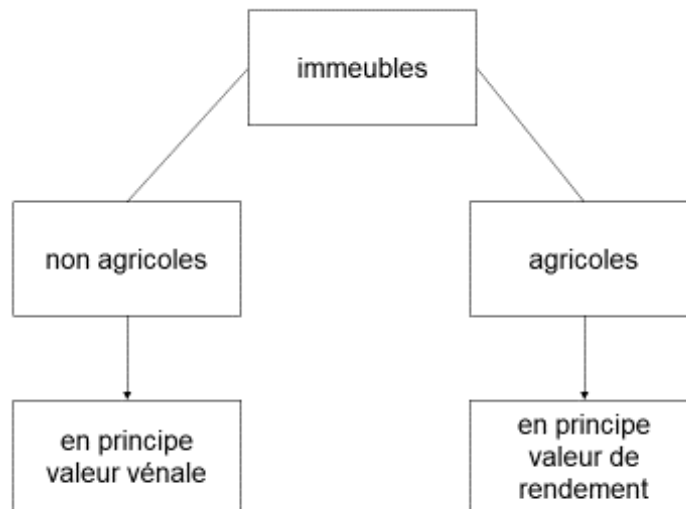 immeubles
non agricoles
agricoles
en principe
valeur vénale
en principe
valeur de
rendement